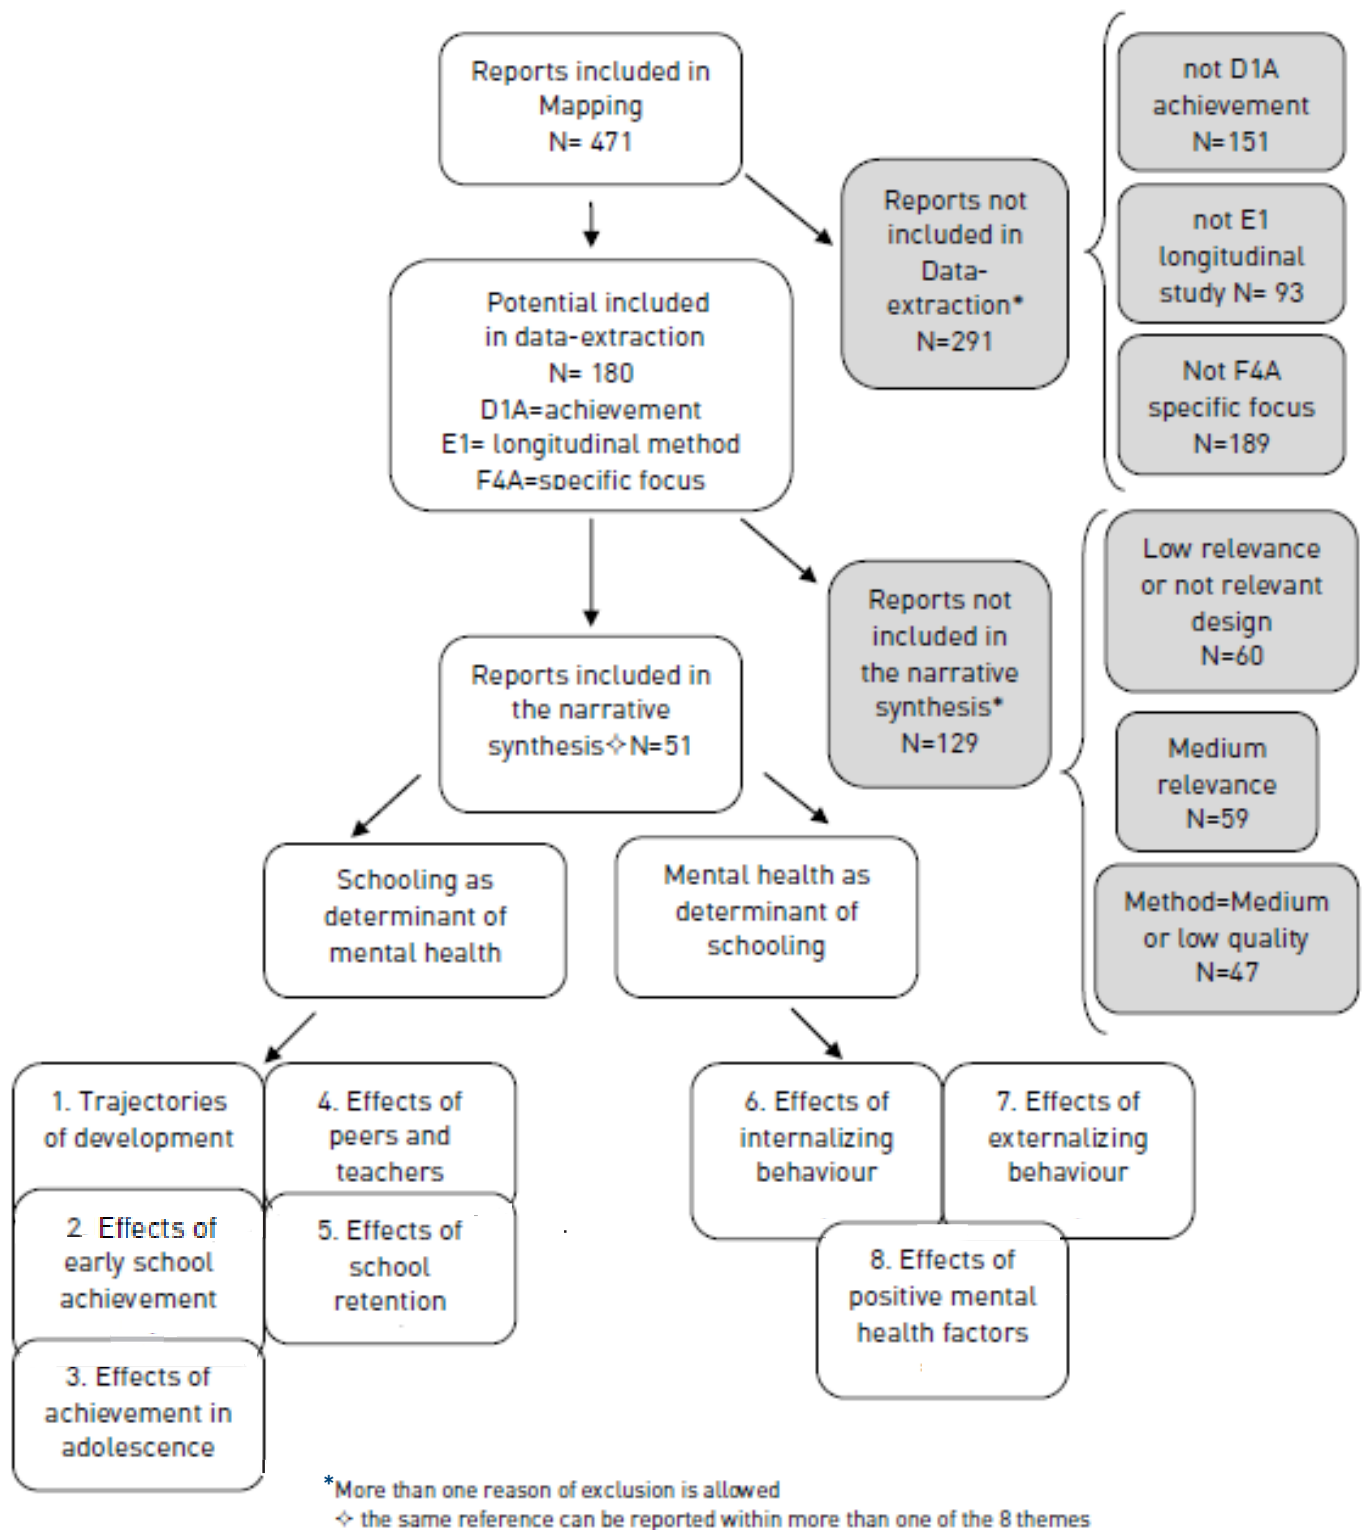 Reports included in
Mapping
N= 471
not D1A
achievement
N=151
Reports not
included in
Data-
extraction*
N=291
not E1
longitudinal
study N= 93
Not F4A
specific focus
N=189
Potential included
in data-extraction
N= 180
D1A=achievement
E1= longitudinal method
F4A=specific focus
Low relevance
or not relevant
design
N=60
Reports not
included in
the narrative
synthesis*
N=129
Medium
relevance
N=59
Method=Medium
or low quality
N=47
Reports included in
the narrative
synthesis✧N=51
Schooling as
determinant of
mental health
Mental health as
determinant of
schooling
1. Trajectories
of development
2. Effects of
early school
achievement
3. Effects of
achievement in
adolescence
4. Effects of
peers and
teachers
5. Effects of
school
retention
6. Effects of
internalizing
behaviour
7. Effects of
externalizing
behaviour
8. Effects of
positive mental
health factors
*More than one reason of exclusion is allowed
✧ the same reference can be reported within more than one of the 8 themes